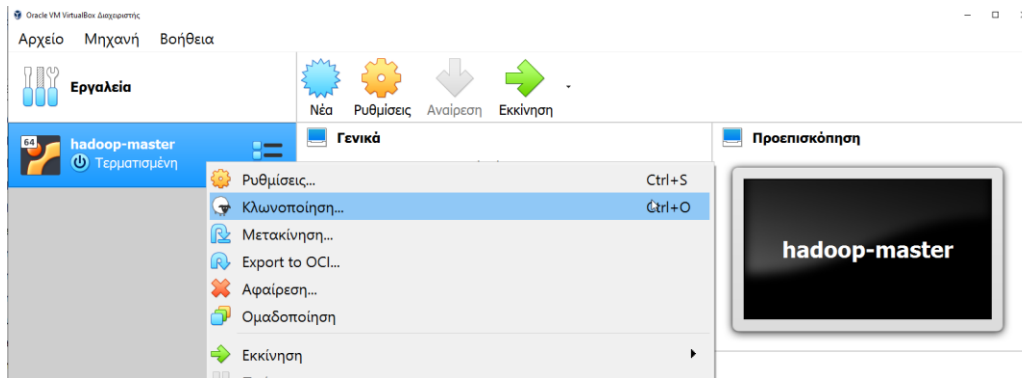 Oracle VM VirtualBox Διαχειριστής
Αρχείο Μηχανή Βοήθεια
Εργαλεία
Νέα Ρυθμίσεις Αναίρεση Εκκίνηση
64 hadoop-master
Τερματισμένη
Γενικά
Προεπισκόπηση
Ρυθμίσεις... Ctrl+S
Κλωνοποίηση... Ctrl+O
Μετακίνηση...
Export to OCI...
Αφαίρεση...
Ομαδοποίηση
Εκκίνηση
hadoop-master